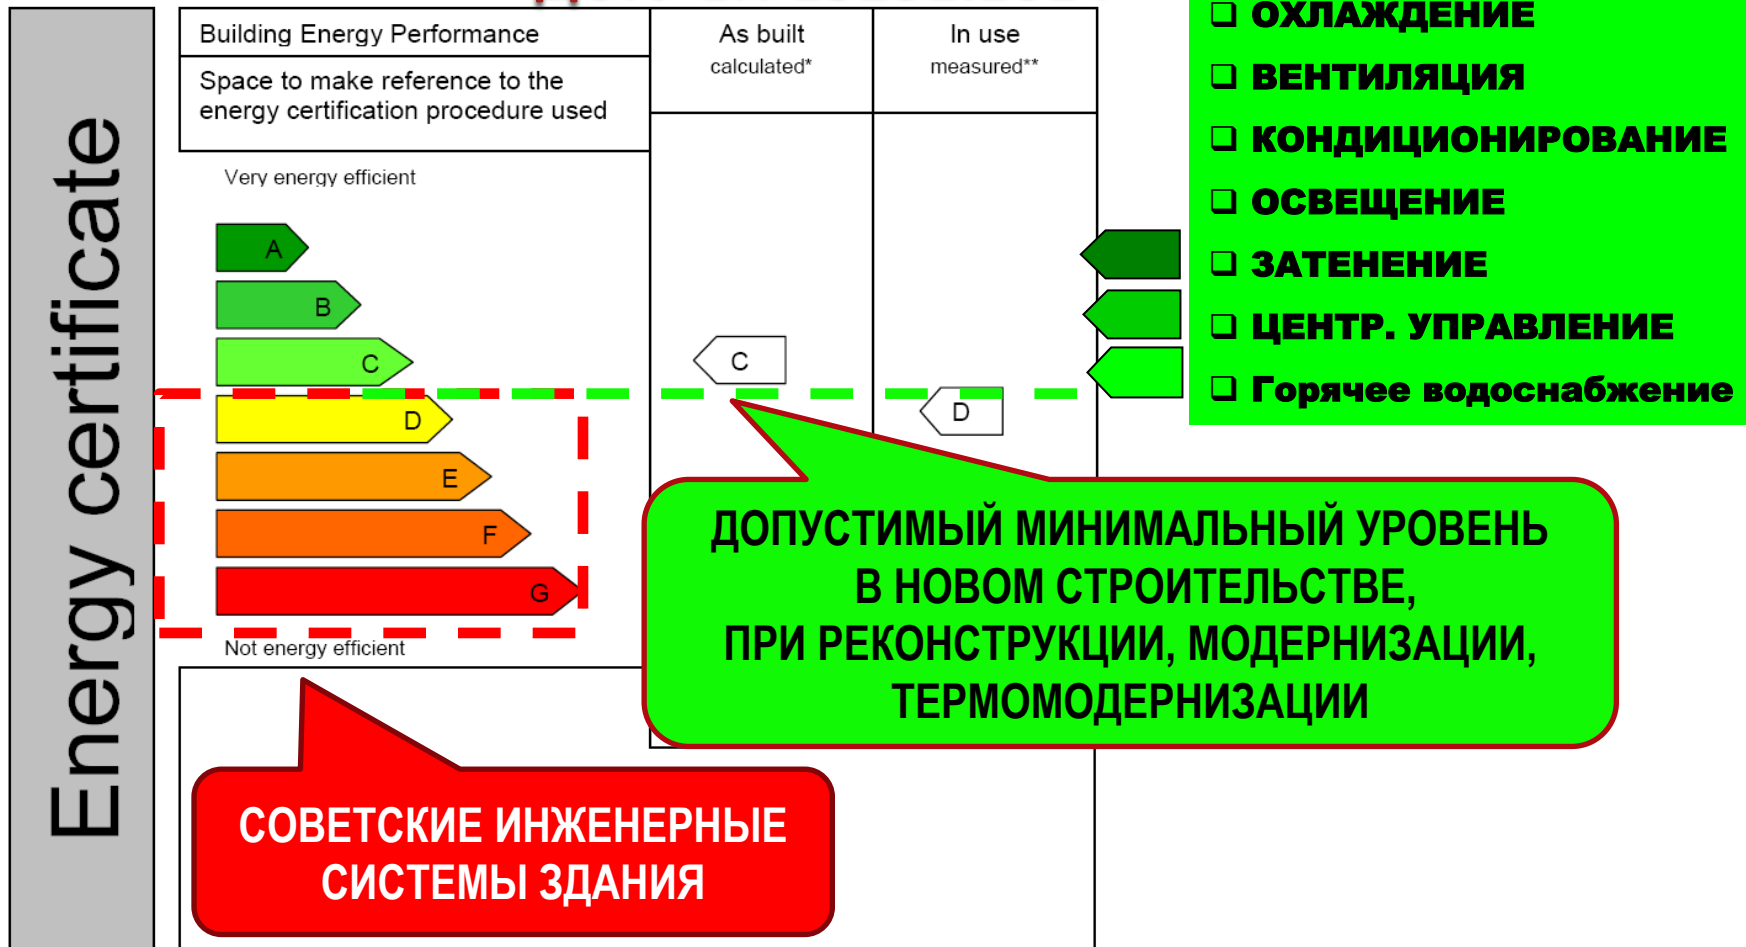 Energy certificate
Building Energy Performance
Space to make reference to the
energy certification procedure used
As built
calculated*
In use
measured**
Very energy efficient
A
B
C
D
E
F
G
Not energy efficient
C
D
ОХЛАЖДЕНИЕ
ВЕНТИЛЯЦИЯ
КОНДИЦИОНИРОВАНИЕ
ОСВЕЩЕНИЕ
ЗАТЕНЕНИЕ
ЦЕНТР. УПРАВЛЕНИЕ
Горячее водоснабжение
ДОПУСТИМЫЙ МИНИМАЛЬНЫЙ УРОВЕНЬ
В НОВОМ СТРОИТЕЛЬСТВЕ,
ПРИ РЕКОНСТРУКЦИИ, МОДЕРНИЗАЦИИ,
ТЕРМОМОДЕРНИЗАЦИИ
СОВЕТСКИЕ ИНЖЕНЕРНЫЕ
СИСТЕМЫ ЗДАНИЯ